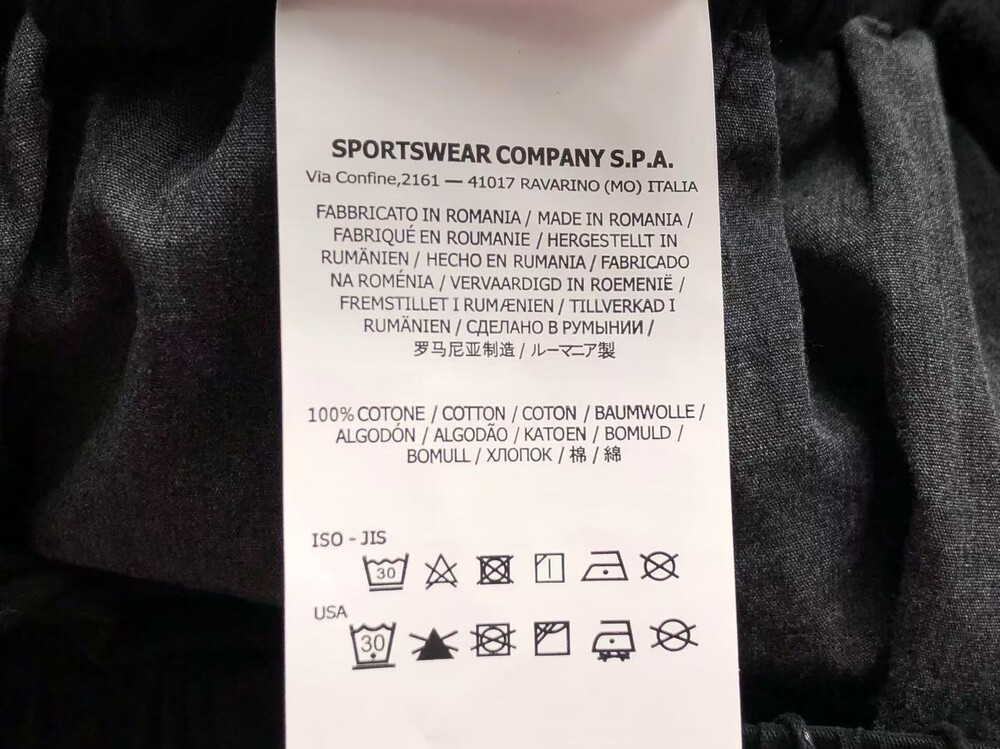 SPORTSWEAR COMPANY S.P.A.
Via Confine,2161 — 41017 RAVARINO (MO) ITALIA
FABBRICATO IN ROMANIA / MADE IN ROMANIA /
FABRIQUÉ EN ROUMANIE / HERGESTELLT IN
RUMÄNIEN / HECHO EN RUMANIA / FABRICADO
NA ROMÉNIA / VERVAARDIGD IN ROEMENIË /
FREMSTILLET I RUMÆNIEN / TILLVERKAD I
RUMÄNIEN / СДЕЛАНО В РУМЫНИИ /
罗马尼亚制造 / ルーマニア製
100% COTONE / COTTON / COTON / BAUMWOLLE /
ALGODÓN / ALGODÃO / KATOEN / BOMULD /
BOMULL / ХЛОПОК / 棉 / 綿
ISO - JIS
30
USA
30